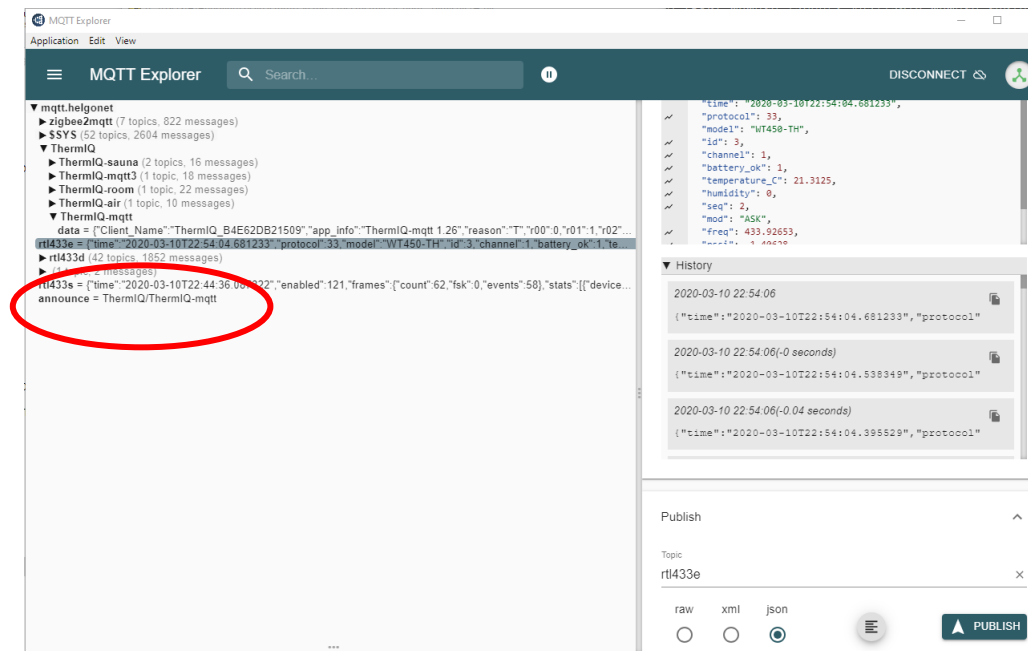 MQTT Explorer
Application Edit View
MQTT Explorer
Search...
DISCONNECT
▼ mqtt.helgonet
▶ zigbee2mqtt (7 topics, 822 messages)
▶ $SYS (52 topics, 2604 messages)
▼ ThermIQ
▶ ThermIQ-sauna (2 topics, 16 messages)
▶ ThermIQ-mqtt3 (1 topic, 18 messages)
▶ ThermIQ-room (1 topic, 22 messages)
▶ ThermIQ-air (1 topic, 10 messages)
▼ ThermIQ-mqtt
data = {"Client_Name":"ThermIQ_B4E62DB21509","app_info":"ThermIQ-mqtt 1.26","reason":"T","r00":0,"r01":1,"r02"...
rtl433e = {"time":"2020-03-10T22:54:04.681233","protocol":33,"model":"WT450-TH","id":3,"channel":1,"battery_ok":1,"te...
▶ rtl433d (42 topics, 1852 messages)
▶ (1 topic, 2 messages)
rtl433s = {"time":"2020-03-10T22:44:36.087322","enabled":121,"frames":{"count":62,"fsk":0,"events":58},"stats":[{"device...
announce = ThermIQ/ThermIQ-mqtt
"time": "2020-03-10T22:54:04.681233",
"protocol": 33,
"model": "WT450-TH",
"id": 3,
"channel": 1,
"battery_ok": 1,
"temperature_C": 21.3125,
"humidity": 0,
"seq": 2,
"mod": "ASK",
"freq": 433.92653,
▼ History
2020-03-10 22:54:06
{"time":"2020-03-10T22:54:04.681233","protocol"
2020-03-10 22:54:06(-0 seconds)
{"time":"2020-03-10T22:54:04.538349","protocol"
2020-03-10 22:54:06(-0.04 seconds)
{"time":"2020-03-10T22:54:04.395529","protocol"
Publish
Topic
rtl433e
raw xml json
PUBLISH